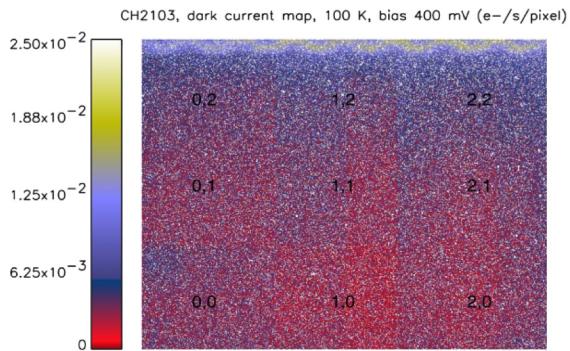 CH2103, dark current map, 100 K, bias 400 mV (e-/s/pixel)
2.50x10^-2
1.88x10^-2
1.25x10^-2
6.25x10^-3
0
0,2 1,2 2,2
0,1 1,1 2,1
0,0 1,0 2,0